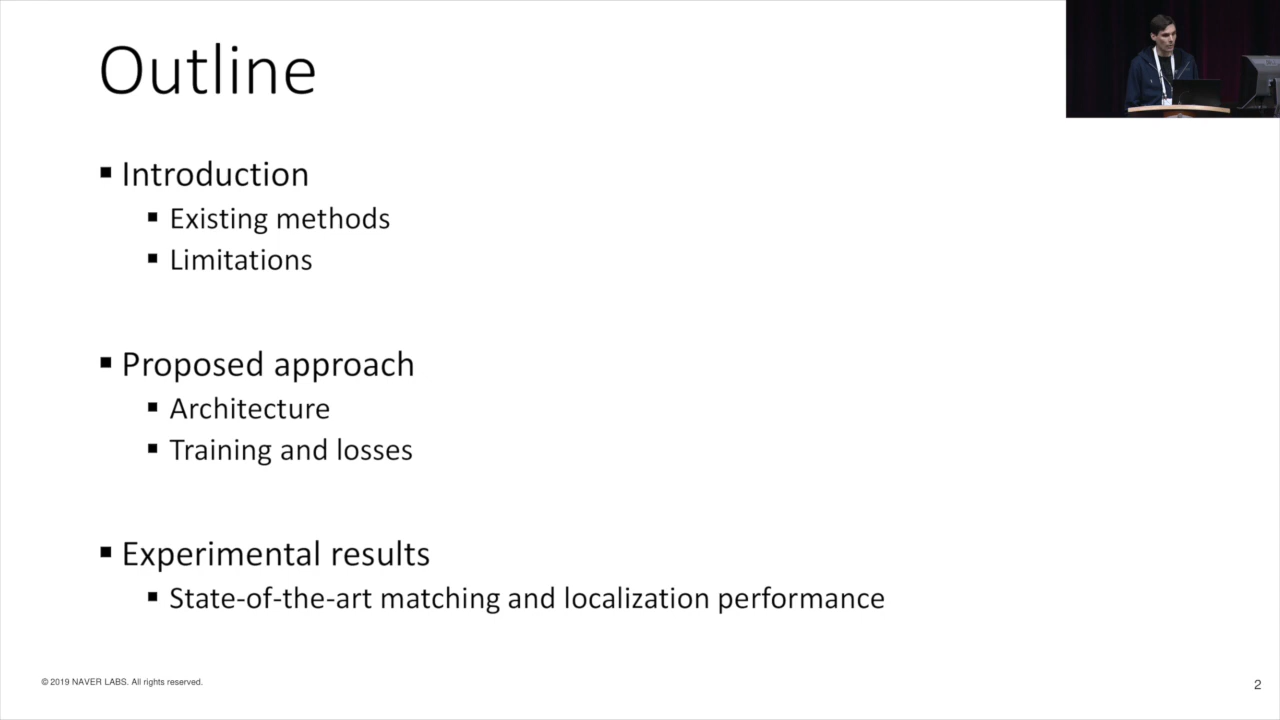 Outline
Introduction
Existing methods
Limitations
Proposed approach
Architecture
Training and losses
Experimental results
State-of-the-art matching and localization performance
© 2019 NAVER LABS. All rights reserved.
2